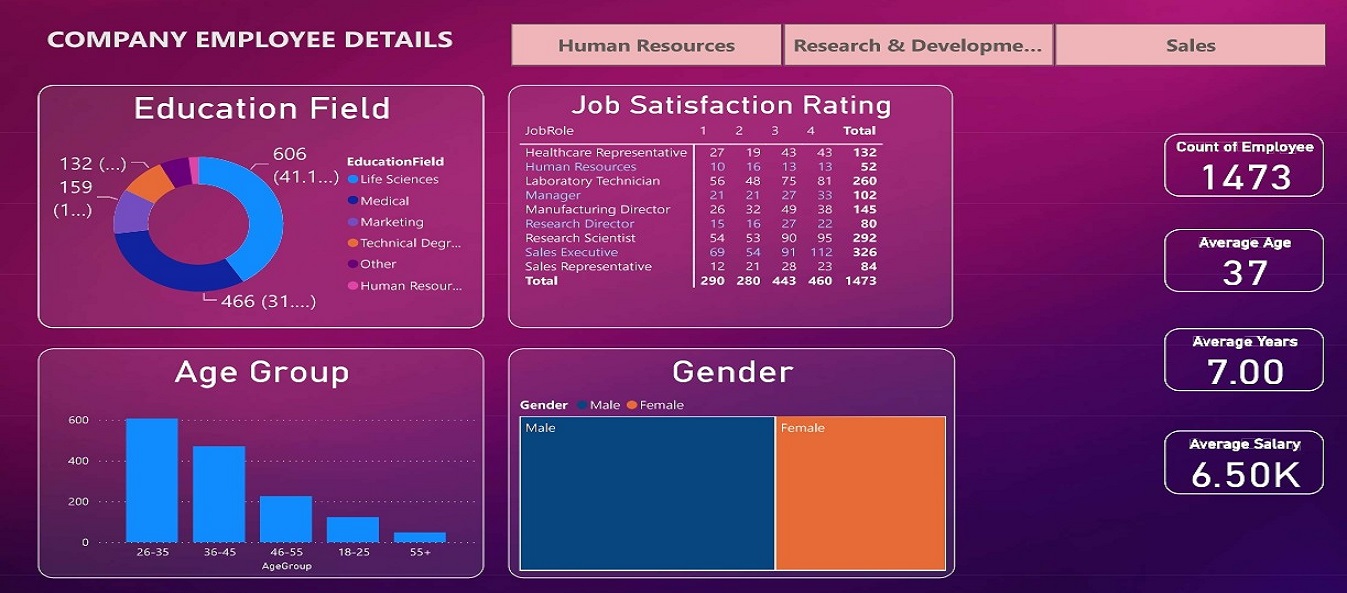 COMPANY EMPLOYEE DETAILS
Human Resources
Research & Developme...
Sales
Education Field
132 (...)
159
(1...)
606
(41.1...)
466 (31....)
EducationField
Life Sciences
Medical
Marketing
Technical Degr...
Other
Human Resour...
Job Satisfaction Rating
JobRole 1 2 3 4 Total
Healthcare Representative 27 19 43 43 132
Human Resources 10 16 13 13 52
Laboratory Technician 56 48 75 81 260
Manager 21 21 27 33 102
Manufacturing Director 26 32 49 38 145
Research Director 15 16 27 22 80
Research Scientist 54 53 90 95 292
Sales Executive 69 54 91 112 326
Sales Representative 12 21 28 23 84
Total 290 280 443 460 1473
Count of Employee
1473
Average Age
37
Average Years
7.00
Average Salary
6.50K
Age Group
600
400
200
0
26-35 36-45 46-55 18-25 55+
AgeGroup
Gender
Gender Male Female
Male
Female